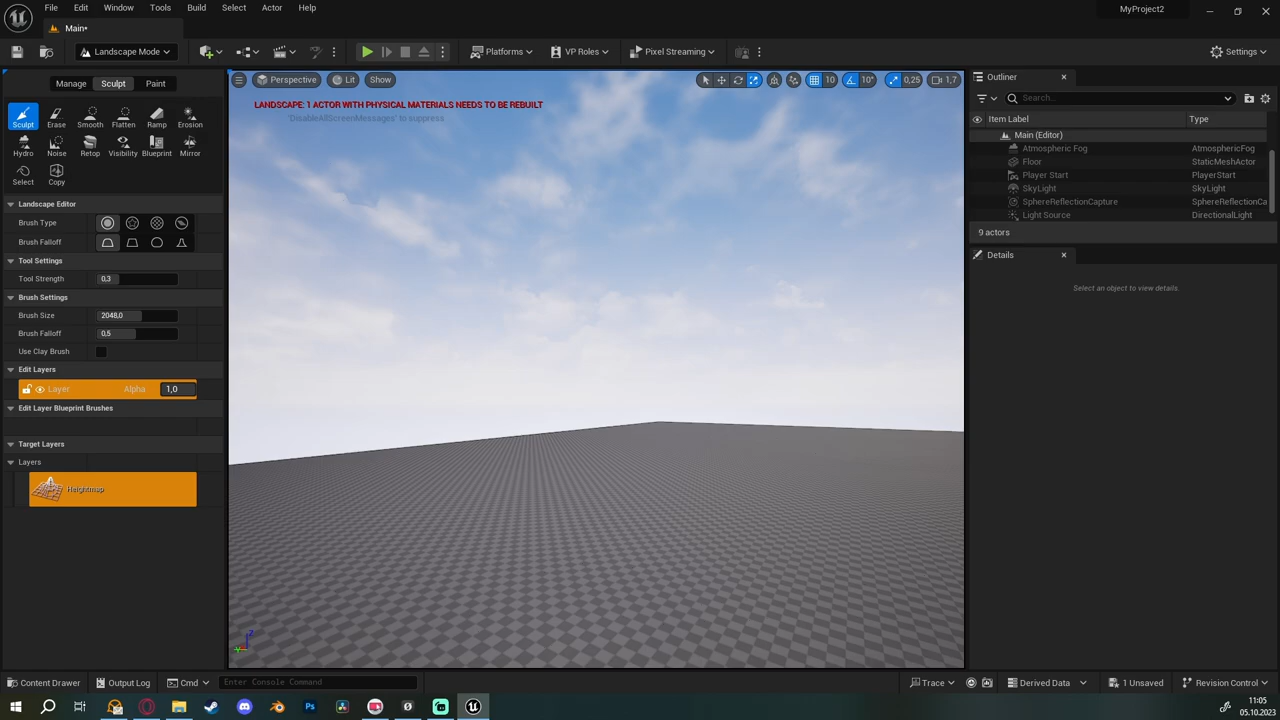 File Edit Window Tools Build Select Actor Help
MyProject2
Main*
Landscape Mode
Platforms
VP Roles
Pixel Streaming
Settings
Manage Sculpt Paint
Sculpt Erase Smooth Flatten Ramp Erosion
Hydro Noise Retop Visibility Blueprint Mirror
Select Copy
Landscape Editor
Brush Type
Brush Falloff
Tool Settings
Tool Strength 0,3
Brush Settings
Brush Size 2048,0
Brush Falloff 0,5
Use Clay Brush
Edit Layers
Layer Alpha 1,0
Edit Layer Blueprint Brushes
Target Layers
Layers
Heightmap
Perspective Lit Show
10 10° 0,25 1,7
LANDSCAPE: 1 ACTOR WITH PHYSICAL MATERIALS NEEDS TO BE REBUILT
'DisableAllScreenMessages' to suppress
Z
Outliner
Search...
Item Label Type
Main (Editor)
Atmospheric Fog AtmosphericFog
Floor StaticMeshActor
Player Start PlayerStart
SkyLight SkyLight
SphereReflectionCapture SphereReflectionCa
Light Source DirectionalLight
9 actors
Details
Select an object to view details.
Content Drawer Output Log Cmd Enter Console Command
Trace Derived Data 1 Unsaved Revision Control
Ps
11:05
05.10.2023